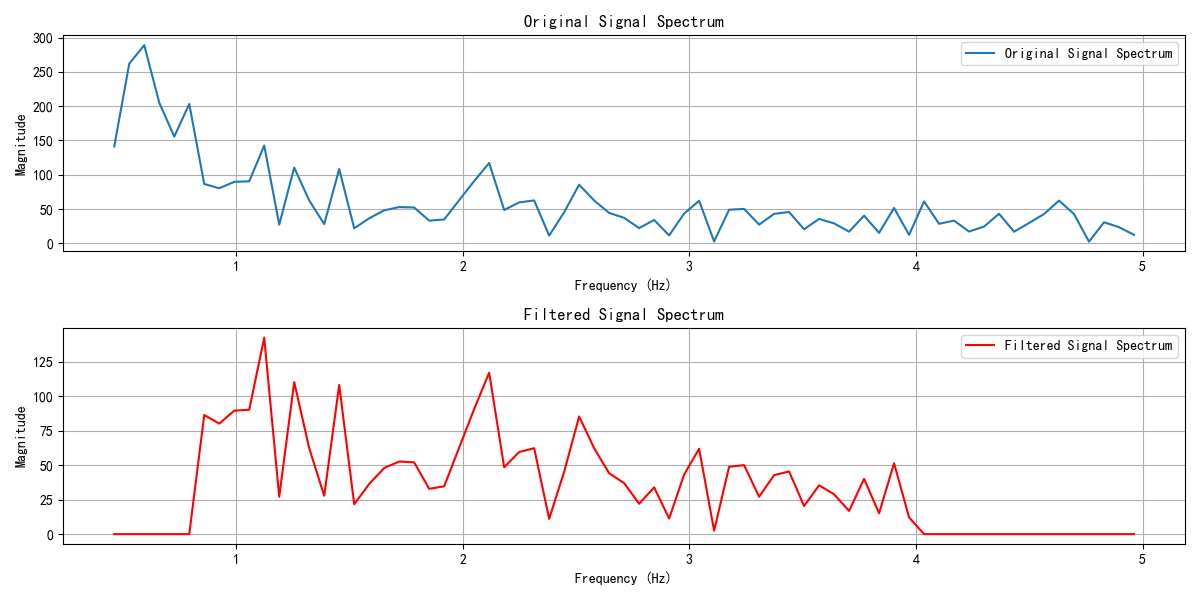 Original Signal Spectrum
300
250
200
150
100
50
0
Magnitude
Original Signal Spectrum
1 2 3 4 5
Frequency (Hz)
Filtered Signal Spectrum
125
100
75
50
25
0
Magnitude
Filtered Signal Spectrum
1 2 3 4 5
Frequency (Hz)